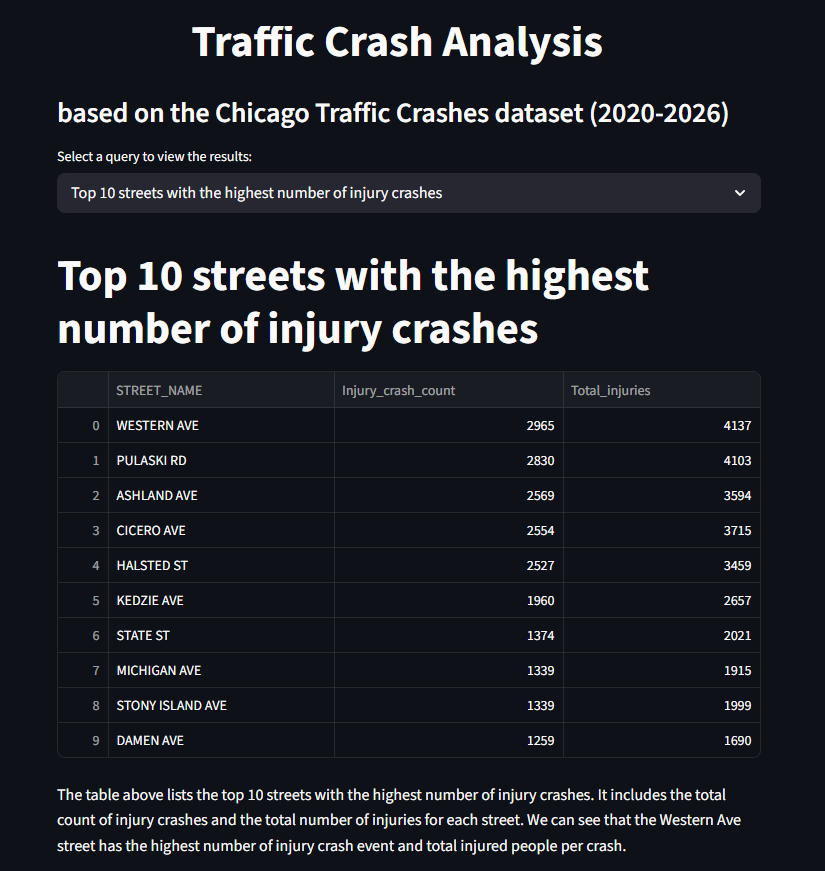 Traffic Crash Analysis
based on the Chicago Traffic Crashes dataset (2020-2026)
Select a query to view the results:
Top 10 streets with the highest number of injury crashes
Top 10 streets with the highest
number of injury crashes
STREET_NAME Injury_crash_count Total_injuries
0 WESTERN AVE 2965 4137
1 PULASKI RD 2830 4103
2 ASHLAND AVE 2569 3594
3 CICERO AVE 2554 3715
4 HALSTED ST 2527 3459
5 KEDZIE AVE 1960 2657
6 STATE ST 1374 2021
7 MICHIGAN AVE 1339 1915
8 STONY ISLAND AVE 1339 1999
9 DAMEN AVE 1259 1690
The table above lists the top 10 streets with the highest number of injury crashes. It includes the total
count of injury crashes and the total number of injuries for each street. We can see that the Western Ave
street has the highest number of injury crash event and total injured people per crash.